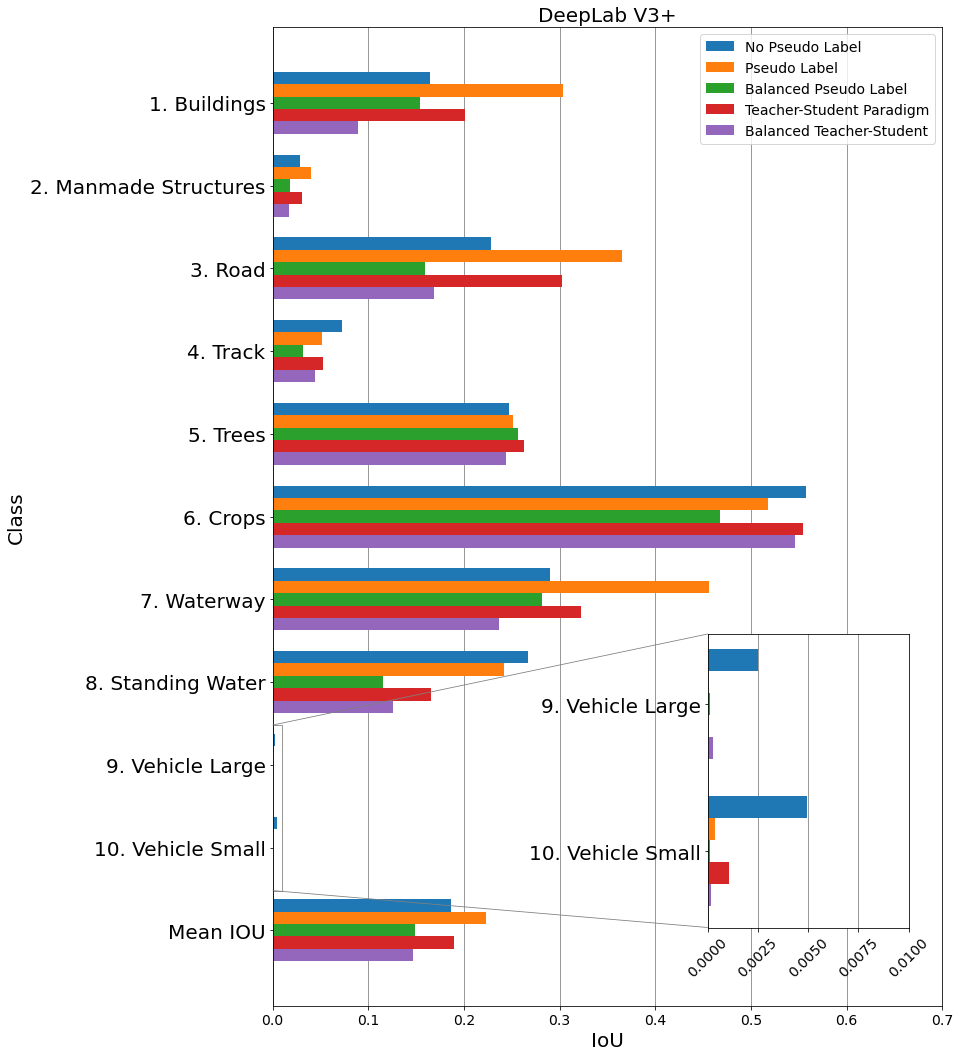 DeepLab V3+
No Pseudo Label
Pseudo Label
Balanced Pseudo Label
Teacher-Student Paradigm
Balanced Teacher-Student
Class
1. Buildings
2. Manmade Structures
3. Road
4. Track
5. Trees
6. Crops
7. Waterway
8. Standing Water
9. Vehicle Large
10. Vehicle Small
Mean IOU
9. Vehicle Large
10. Vehicle Small
0.0000 0.0025 0.0050 0.0075 0.0100
0.0 0.1 0.2 0.3 0.4 0.5 0.6 0.7
IoU